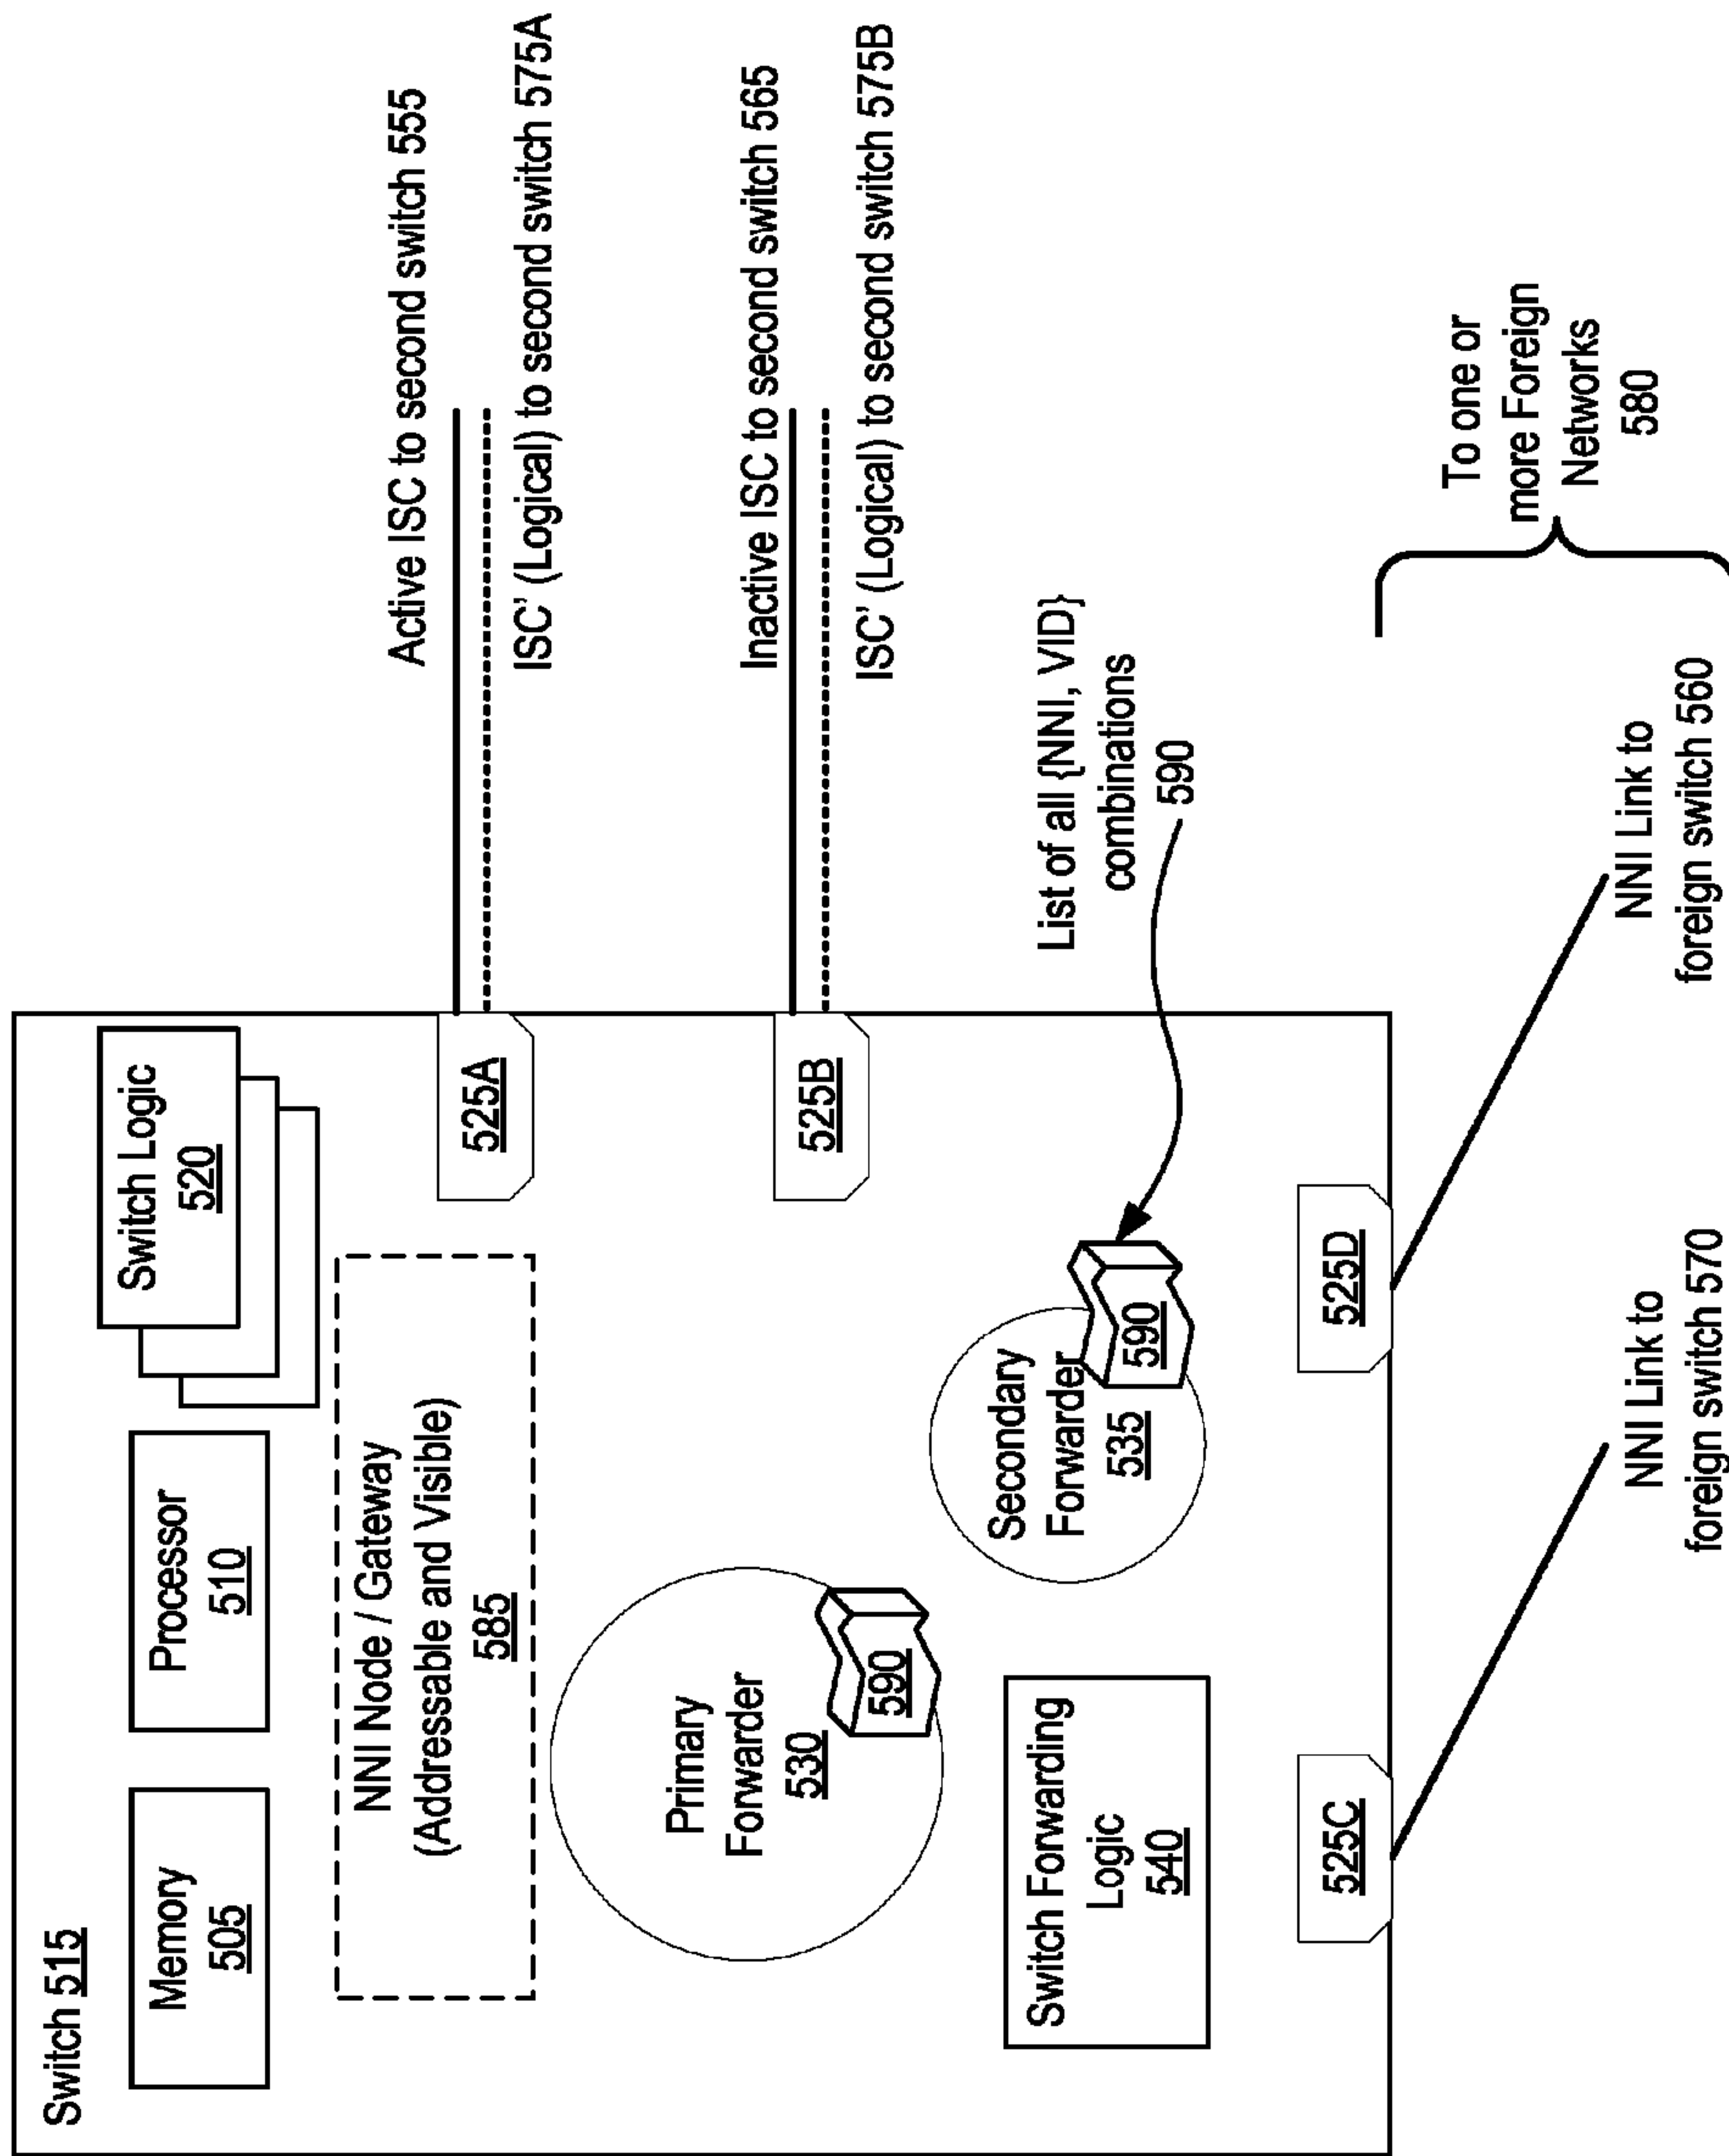 Switch 515
Memory
505
Processor
510
Switch Logic
520
NNI Node / Gateway
(Addressable and Visible)
585
525A
Active ISC to second switch 555
ISC' (Logical) to second switch 575A
Primary
Forwarder
530
590
525B
Inactive ISC to second switch 565
ISC' (Logical) to second switch 575B
Secondary
Forwarder
535
590
List of all {NNI, VID}
combinations
590
Switch Forwarding
Logic
540
525C
525D
To one or
more Foreign
Networks
580
NNI Link to
foreign switch 570
NNI Link to
foreign switch 560